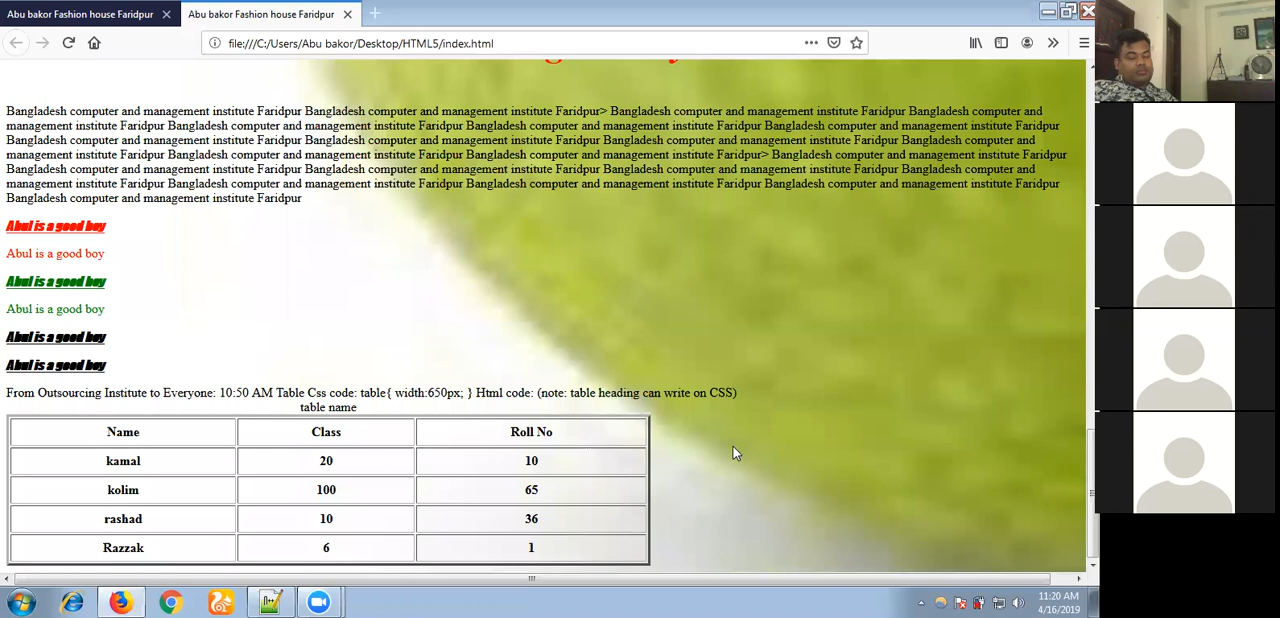 Abu bakor Fashion house Faridpur
Abu bakor Fashion house Faridpur
file:///C:/Users/Abu bakor/Desktop/HTML5/index.html
Bangladesh computer and management institute Faridpur Bangladesh computer and management institute Faridpur> Bangladesh computer and management institute Faridpur Bangladesh computer and
management institute Faridpur Bangladesh computer and management institute Faridpur Bangladesh computer and management institute Faridpur Bangladesh computer and management institute Faridpur
Bangladesh computer and management institute Faridpur Bangladesh computer and management institute Faridpur Bangladesh computer and management institute Faridpur Bangladesh computer and
management institute Faridpur Bangladesh computer and management institute Faridpur Bangladesh computer and management institute Faridpur> Bangladesh computer and management institute Faridpur
Bangladesh computer and management institute Faridpur Bangladesh computer and management institute Faridpur Bangladesh computer and management institute Faridpur Bangladesh computer and
management institute Faridpur Bangladesh computer and management institute Faridpur Bangladesh computer and management institute Faridpur Bangladesh computer and management institute Faridpur
Bangladesh computer and management institute Faridpur
Abul is a good boy
Abul is a good boy
Abul is a good boy
Abul is a good boy
Abul is a good boy
Abul is a good boy
From Outsourcing Institute to Everyone: 10:50 AM Table Css code: table{ width:650px; } Html code: (note: table heading can write on CSS)
table name
Name Class Roll No
kamal 20 10
kolim 100 65
rashad 10 36
Razzak 6 1
11:20 AM
4/16/2019